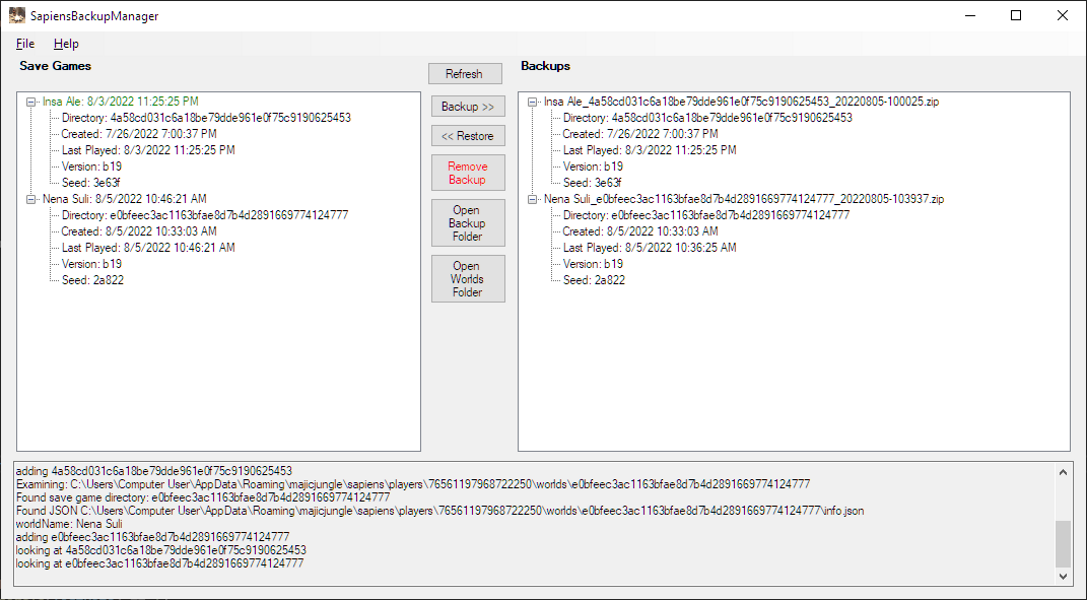 SapiensBackupManager
File Help
Save Games
Refresh
Backups
Insa Ale: 8/3/2022 11:25:25 PM
Directory: 4a58cd031c6a18be79dde961e0f75c9190625453
Created: 7/26/2022 7:00:37 PM
Last Played: 8/3/2022 11:25:25 PM
Version: b19
Seed: 3e63f
Nena Suli: 8/5/2022 10:46:21 AM
Directory: e0bfeec3ac1163bfae8d7b4d2891669774124777
Created: 8/5/2022 10:33:03 AM
Last Played: 8/5/2022 10:46:21 AM
Version: b19
Seed: 2a822
Backup >>
<< Restore
Remove
Backup
Open
Backup
Folder
Open
Worlds
Folder
Insa Ale_4a58cd031c6a18be79dde961e0f75c9190625453_20220805-100025.zip
Directory: 4a58cd031c6a18be79dde961e0f75c9190625453
Created: 7/26/2022 7:00:37 PM
Last Played: 8/3/2022 11:25:25 PM
Version: b19
Seed: 3e63f
Nena Suli_e0bfeec3ac1163bfae8d7b4d2891669774124777_20220805-103937.zip
Directory: e0bfeec3ac1163bfae8d7b4d2891669774124777
Created: 8/5/2022 10:33:03 AM
Last Played: 8/5/2022 10:36:25 AM
Version: b19
Seed: 2a822
adding 4a58cd031c6a18be79dde961e0f75c9190625453
Examining: C:\Users\Computer User\AppData\Roaming\majicjungle\sapiens\players\76561197968722250\worlds\e0bfeec3ac1163bfae8d7b4d2891669774124777
Found save game directory: e0bfeec3ac1163bfae8d7b4d2891669774124777
Found JSON C:\Users\Computer User\AppData\Roaming\majicjungle\sapiens\players\76561197968722250\worlds\e0bfeec3ac1163bfae8d7b4d2891669774124777\info.json
worldName: Nena Suli
adding e0bfeec3ac1163bfae8d7b4d2891669774124777
looking at 4a58cd031c6a18be79dde961e0f75c9190625453
looking at e0bfeec3ac1163bfae8d7b4d2891669774124777